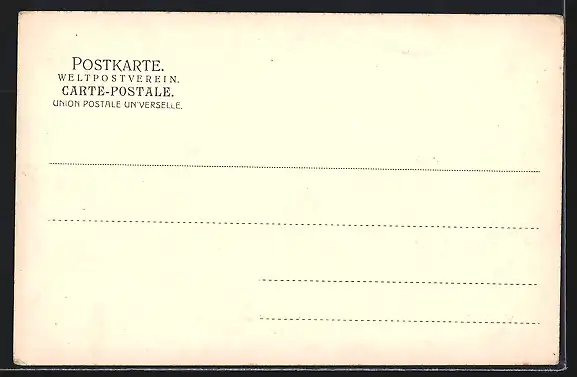 POSTKARTE.
WELTPOSTVEREIN.
CARTE-POSTALE.
UNION POSTALE UNIVERSELLE.